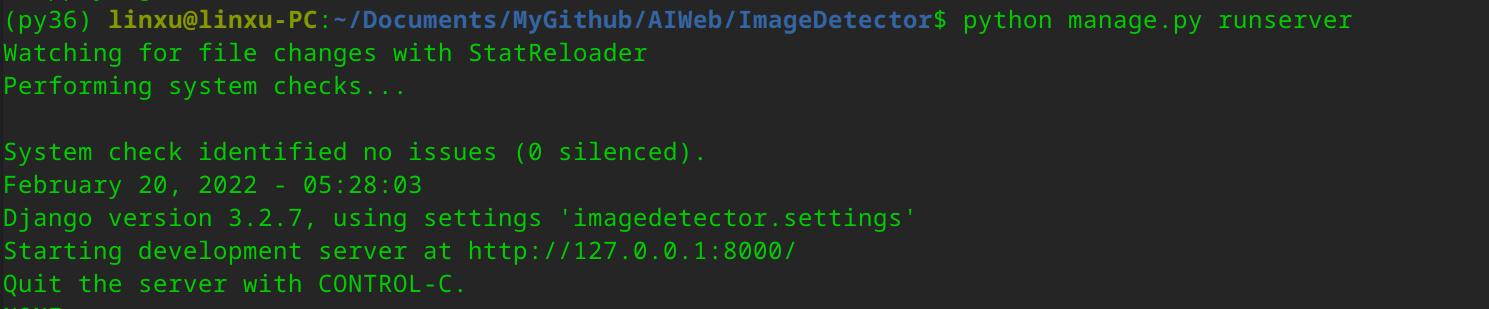 (py36) linxu@linxu-PC:~/Documents/MyGithub/AIWeb/ImageDetector$ python manage.py runserver
Watching for file changes with StatReloader
Performing system checks...
System check identified no issues (0 silenced).
February 20, 2022 - 05:28:03
Django version 3.2.7, using settings 'imagedetector.settings'
Starting development server at http://127.0.0.1:8000/
Quit the server with CONTROL-C.